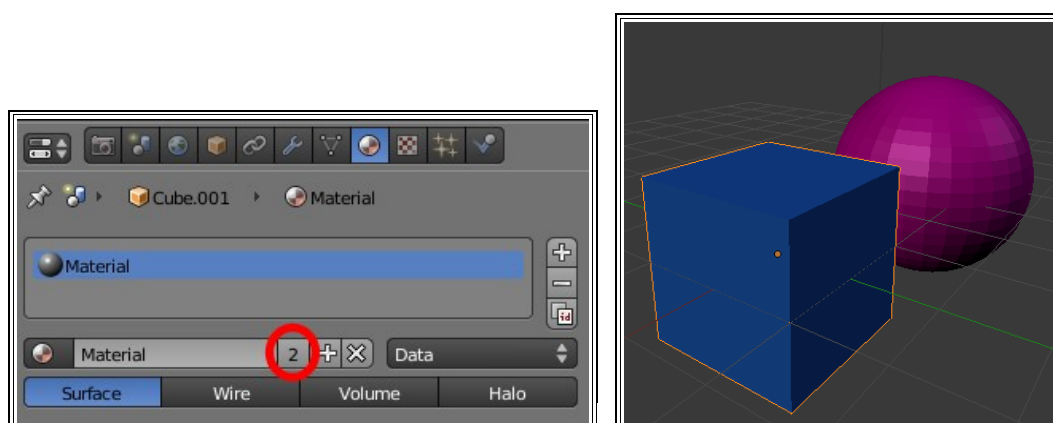 Cube.001 Material
Material
Material 2 Data
Surface Wire Volume Halo